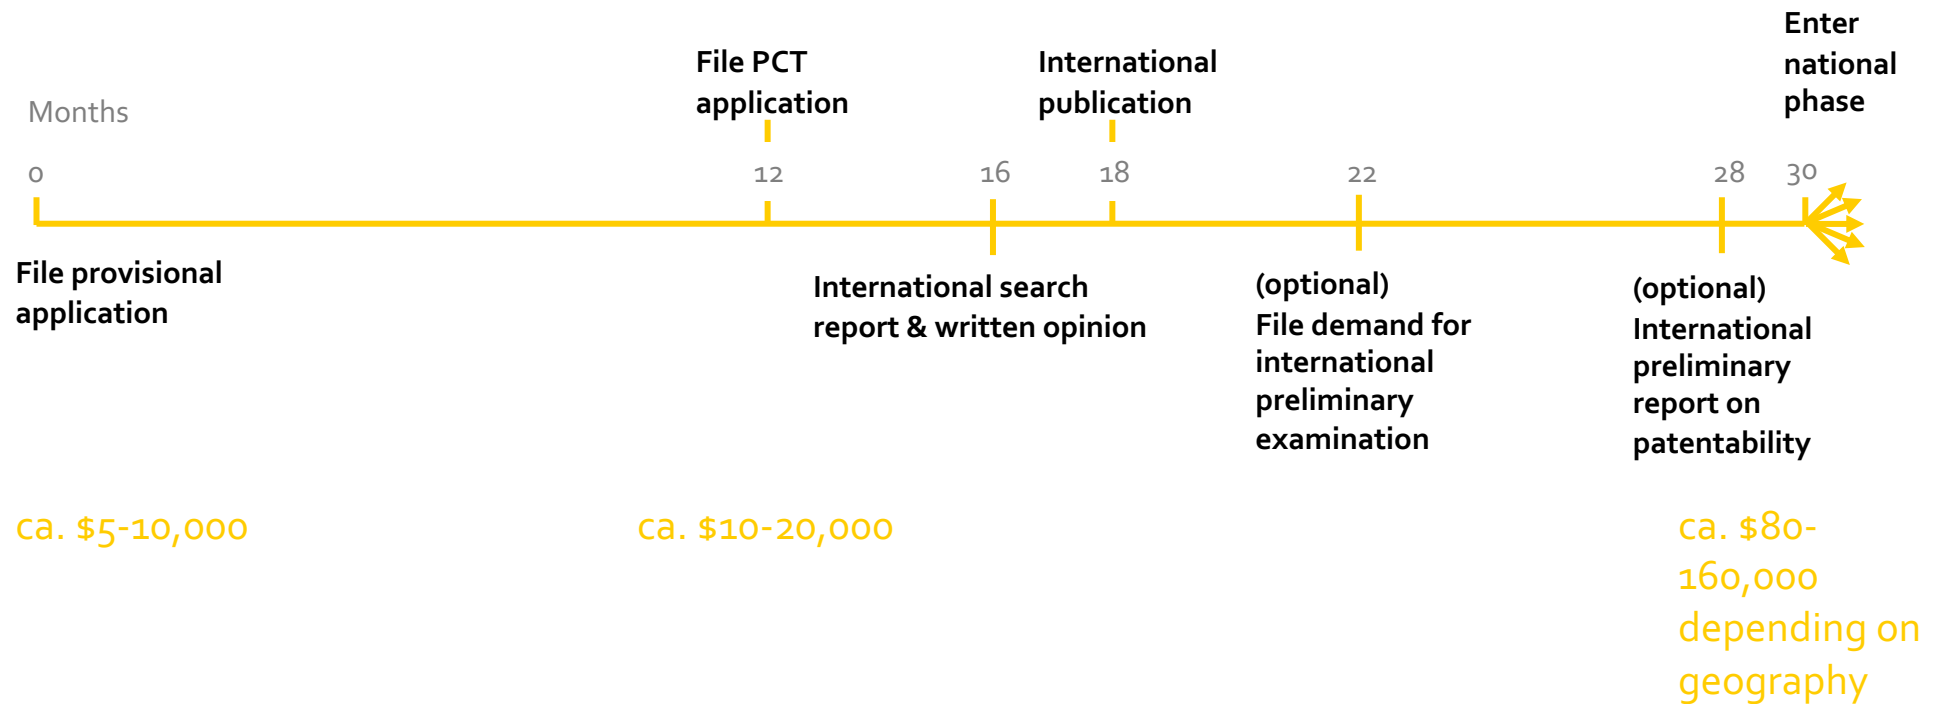 Months
0
File provisional
application
File PCT
application
12
16
International search
report & written opinion
International
publication
18
22
(optional)
File demand for
international
preliminary
examination
28
(optional)
International
preliminary
report on
patentability
Enter
national
phase
30
ca. $5-10,000
ca. $10-20,000
ca. $80-
160,000
depending on
geography